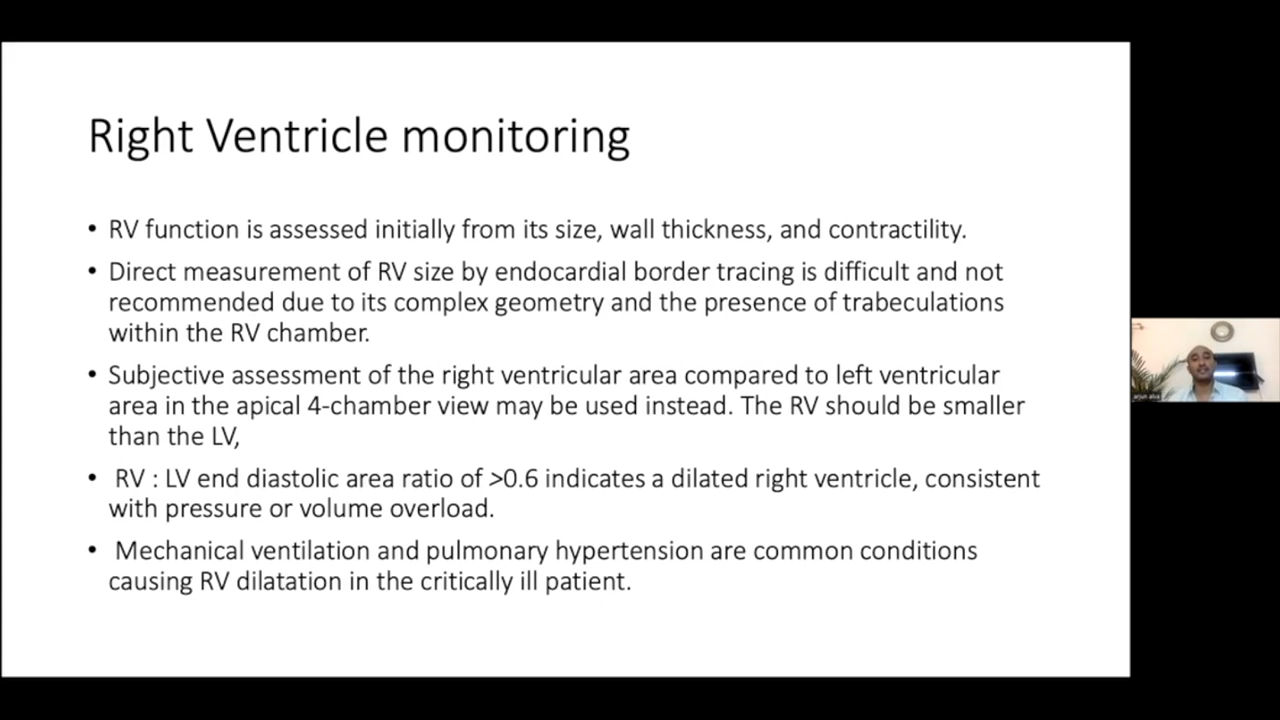 Right Ventricle monitoring
• RV function is assessed initially from its size, wall thickness, and contractility.
• Direct measurement of RV size by endocardial border tracing is difficult and not
recommended due to its complex geometry and the presence of trabeculations
within the RV chamber.
• Subjective assessment of the right ventricular area compared to left ventricular
area in the apical 4-chamber view may be used instead. The RV should be smaller
than the LV,
• RV : LV end diastolic area ratio of >0.6 indicates a dilated right ventricle, consistent
with pressure or volume overload.
• Mechanical ventilation and pulmonary hypertension are common conditions
causing RV dilatation in the critically ill patient.
arjun alva